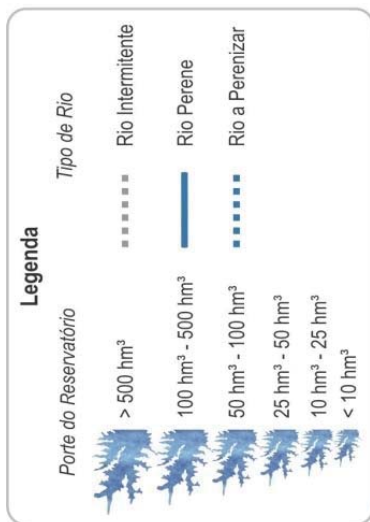 Legenda
Porte do Reservatório
> 500 hm³
100 hm³ - 500 hm³
50 hm³ - 100 hm³
25 hm³ - 50 hm³
10 hm³ - 25 hm³
< 10 hm³
Tipo de Rio
Rio Intermitente
Rio Perene
Rio a Perenizar